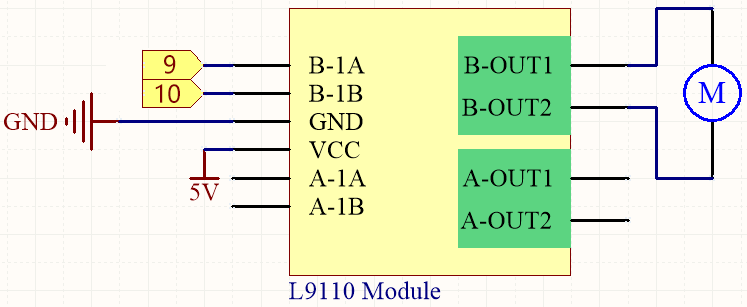 9
B-1A
B-OUT1
10
B-1B
B-OUT2
M
GND
GND
VCC
5V
A-1A
A-OUT1
A-1B
A-OUT2
L9110 Module